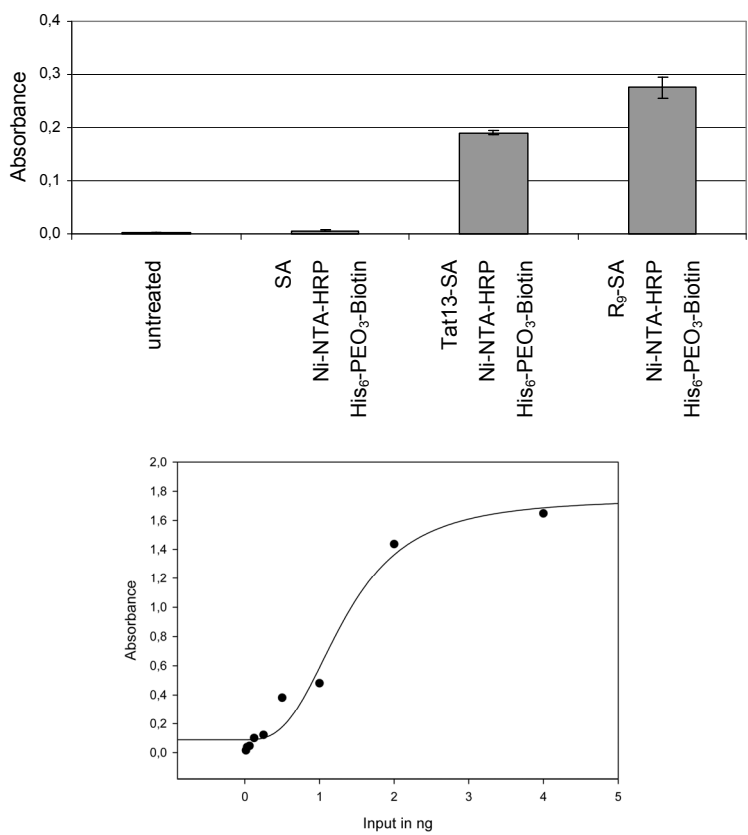 0,4
0,3
0,2
0,1
0,0
Absorbance
untreated
SA
Ni-NTA-HRP
His₆-PEO₃-Biotin
Tat13-SA
Ni-NTA-HRP
His₆-PEO₃-Biotin
R₉-SA
Ni-NTA-HRP
His₆-PEO₃-Biotin
2,0
1,8
1,6
1,4
1,2
1,0
0,8
0,6
0,4
0,2
0,0
Absorbance
0 1 2 3 4 5
Input in ng